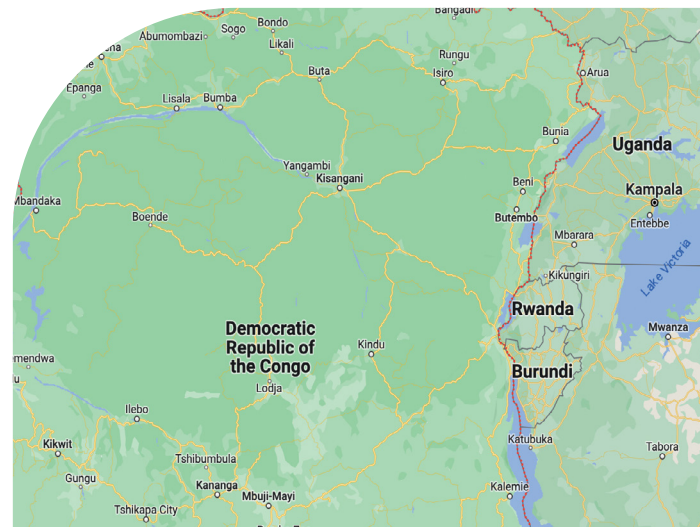 Bangadi
Bondo
Sogo
Abumombazi
Likali
Rungu
Buta
Isiro
Arua
Epanga
Lisala
Bumba
Bunia
Uganda
Yangambi
Kisangani
Beni
Kampala
Mbandaka
Butembo
Boende
Entebbe
Mbarara
Lake Victoria
Kikungiri
Rwanda
Mwanza
Democratic
Republic of
the Congo
Kindu
Burundi
Lodja
Ilebo
Kikwit
Katubuka
Tabora
Tshibumbula
Gungu
Kananga
Kalemie
Mbuji-Mayi
Tshikapa City